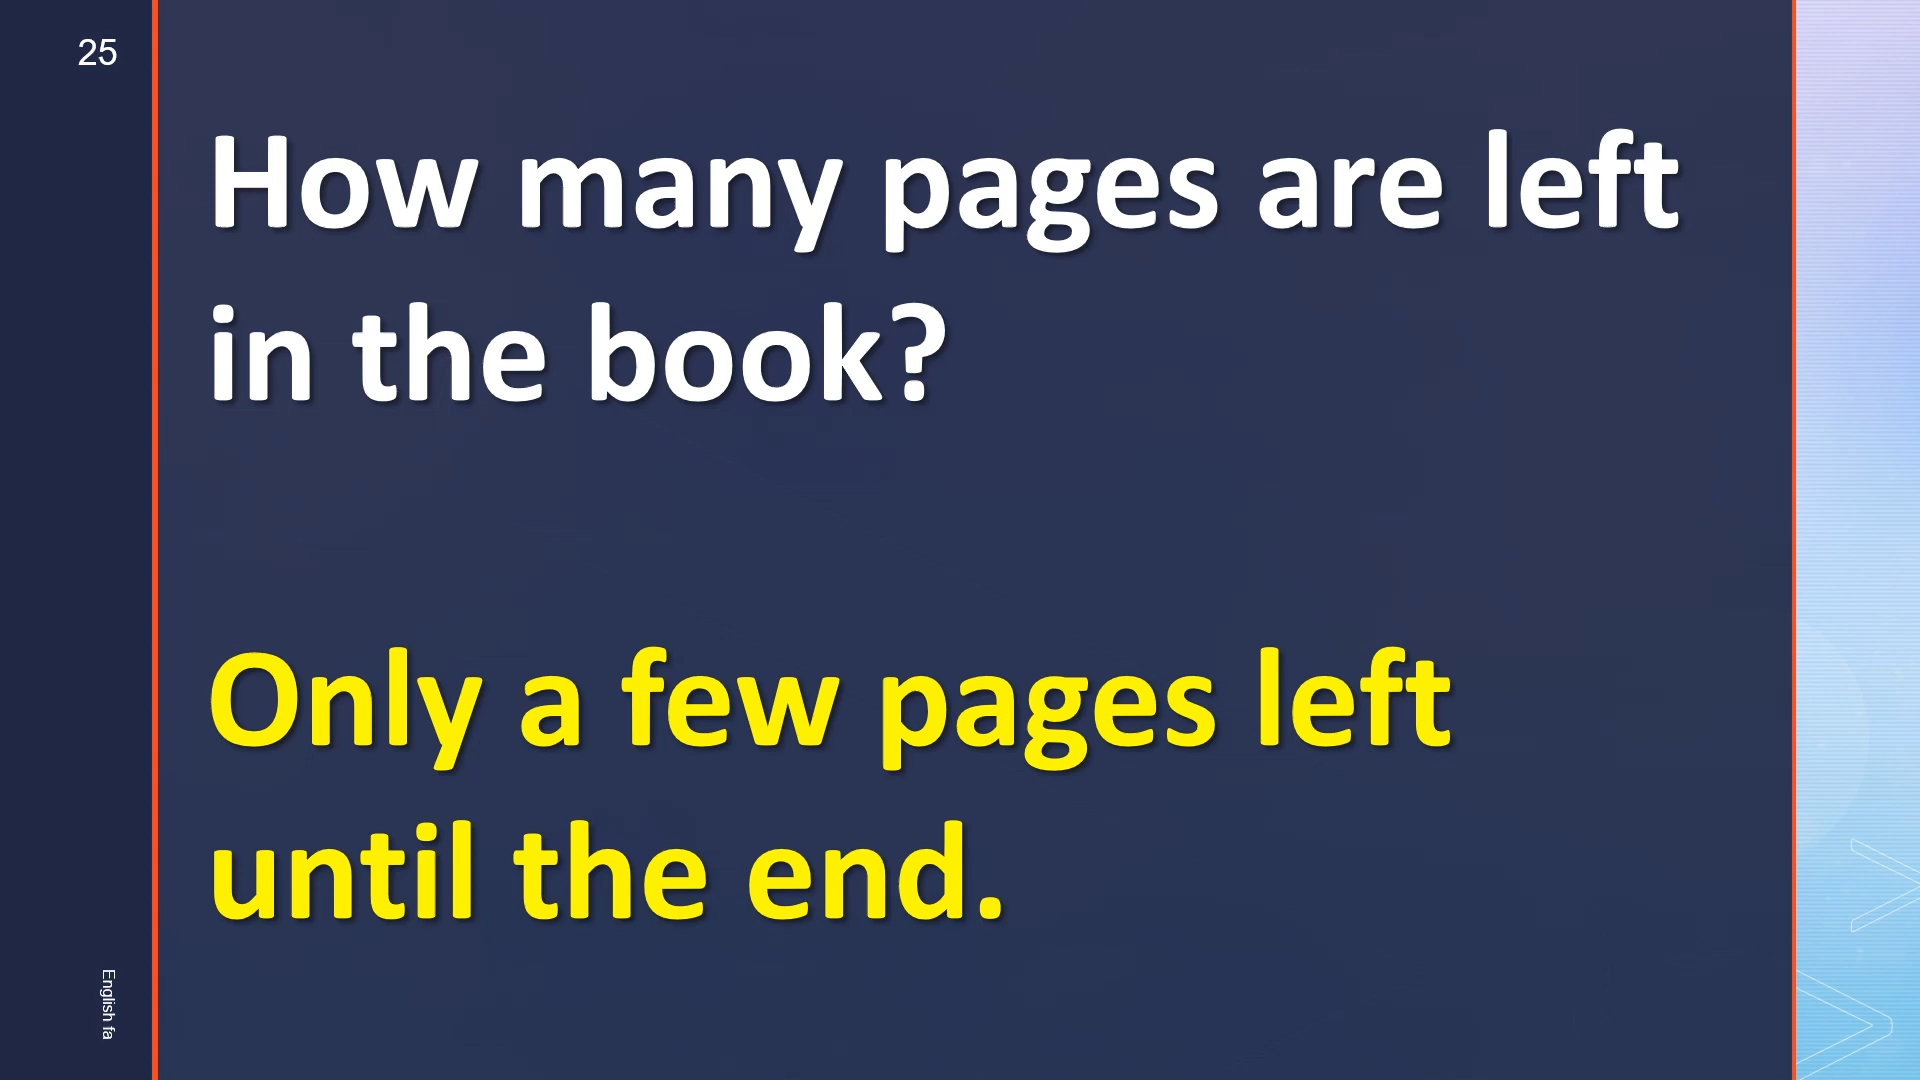 25
How many pages are left
in the book?
Only a few pages left
until the end.
English fa